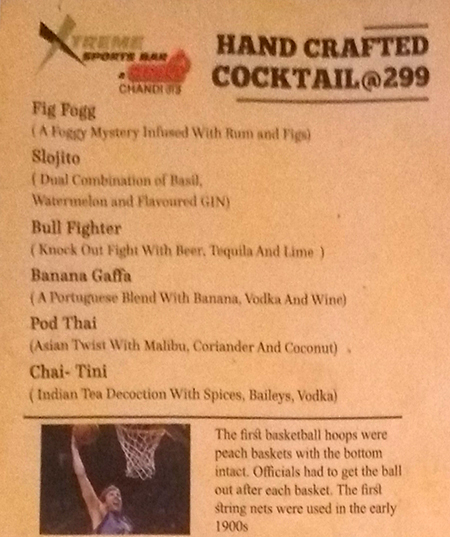 XTREME
SPORTS BAR
&
CHANDIGARH
HAND CRAFTED
COCKTAIL@299
Fig Fogg
( A Foggy Mystery Infused With Rum and Figs)
Slojito
( Dual Combination of Basil,
Watermelon and Flavoured GIN)
Bull Fighter
( Knock Out Fight With Beer, Tequila And Lime )
Banana Gaffa
( A Portuguese Blend With Banana, Vodka And Wine)
Pod Thai
(Asian Twist With Malibu, Coriander And Coconut)
Chai- Tini
( Indian Tea Decoction With Spices, Baileys, Vodka)
The first basketball hoops were
peach baskets with the bottom
intact. Officials had to get the ball
out after each basket. The first
string nets were used in the early
1900s